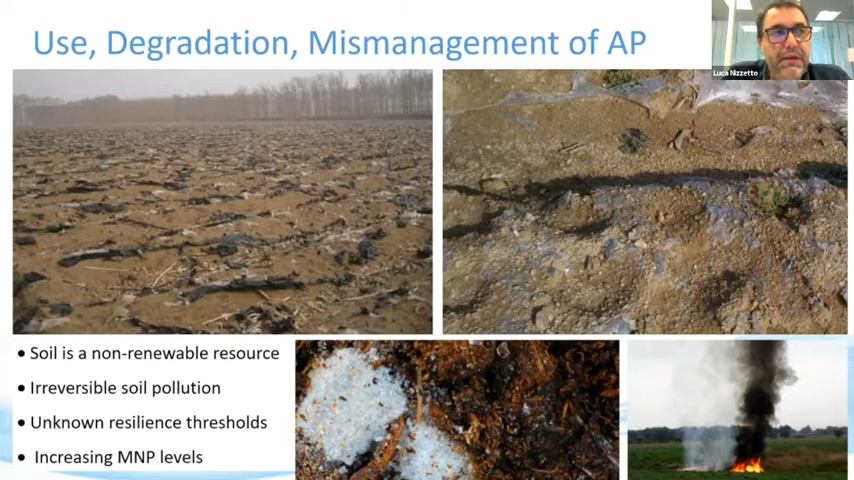 Use, Degradation, Mismanagement of AP
Luca Nizzetto
• Soil is a non-renewable resource
• Irreversible soil pollution
• Unknown resilience thresholds
• Increasing MNP levels